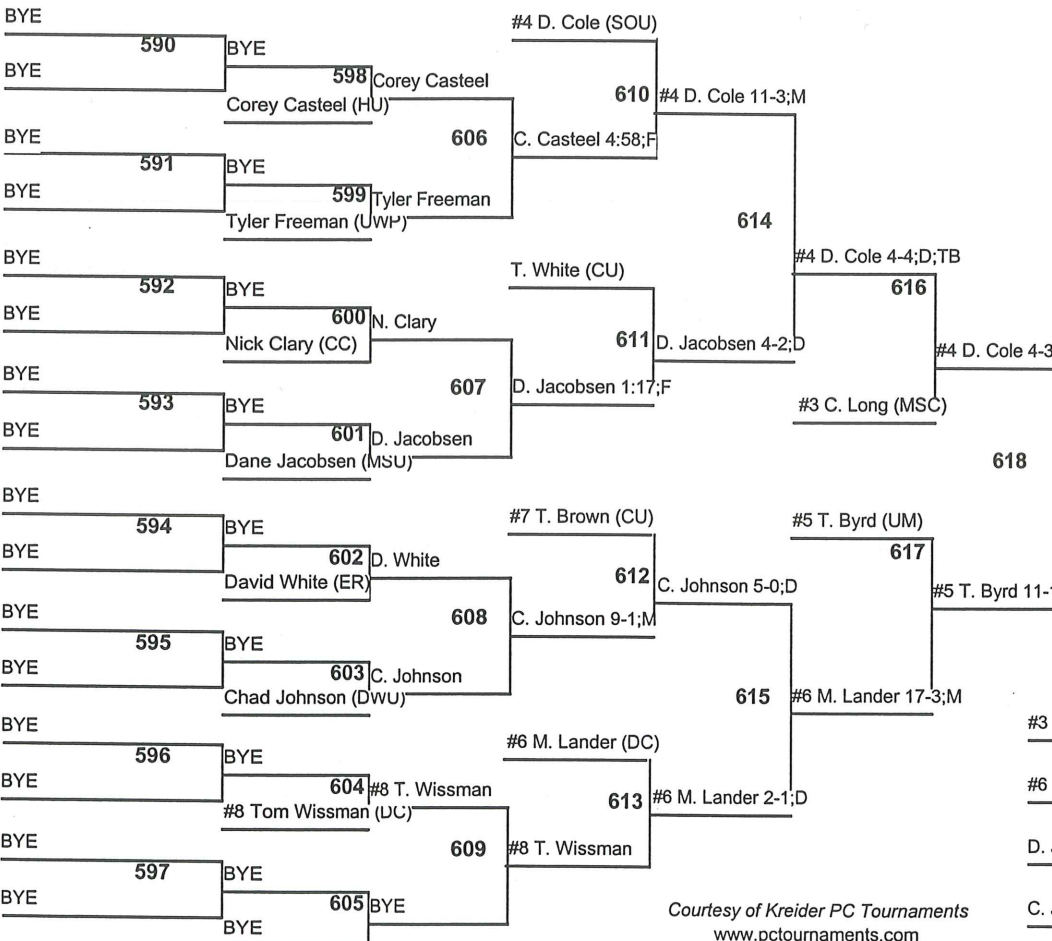 BYE
590
BYE
BYE
598
Corey Casteel
Corey Casteel (HU)
606
BYE
591
BYE
BYE
599
Tyler Freeman
Tyler Freeman (UWP)
#4 D. Cole (SOU)
610
#4 D. Cole 11-3;M
C. Casteel 4:58;F
614
BYE
592
BYE
BYE
600
N. Clary
Nick Clary (CC)
607
BYE
593
BYE
BYE
601
D. Jacobsen
Dane Jacobsen (MSU)
T. White (CU)
611
D. Jacobsen 4-2;D
D. Jacobsen 1:17;F
#4 D. Cole 4-4;D;TB
616
#4 D. Cole 4-3
#3 C. Long (MSC)
618
BYE
594
BYE
BYE
602
D. White
David White (ER)
608
BYE
595
BYE
BYE
603
C. Johnson
Chad Johnson (DWU)
#7 T. Brown (CU)
612
C. Johnson 5-0;D
C. Johnson 9-1;M
615
#5 T. Byrd (UM)
617
#5 T. Byrd 11-
#6 M. Lander 17-3;M
BYE
596
BYE
BYE
604
#8 T. Wissman
#8 Tom Wissman (DC)
609
BYE
597
BYE
BYE
605
BYE
BYE
#6 M. Lander (DC)
613
#6 M. Lander 2-1;D
#8 T. Wissman
#3
#6
D.
C.
Courtesy of Kreider PC Tournaments
www.pctournaments.com